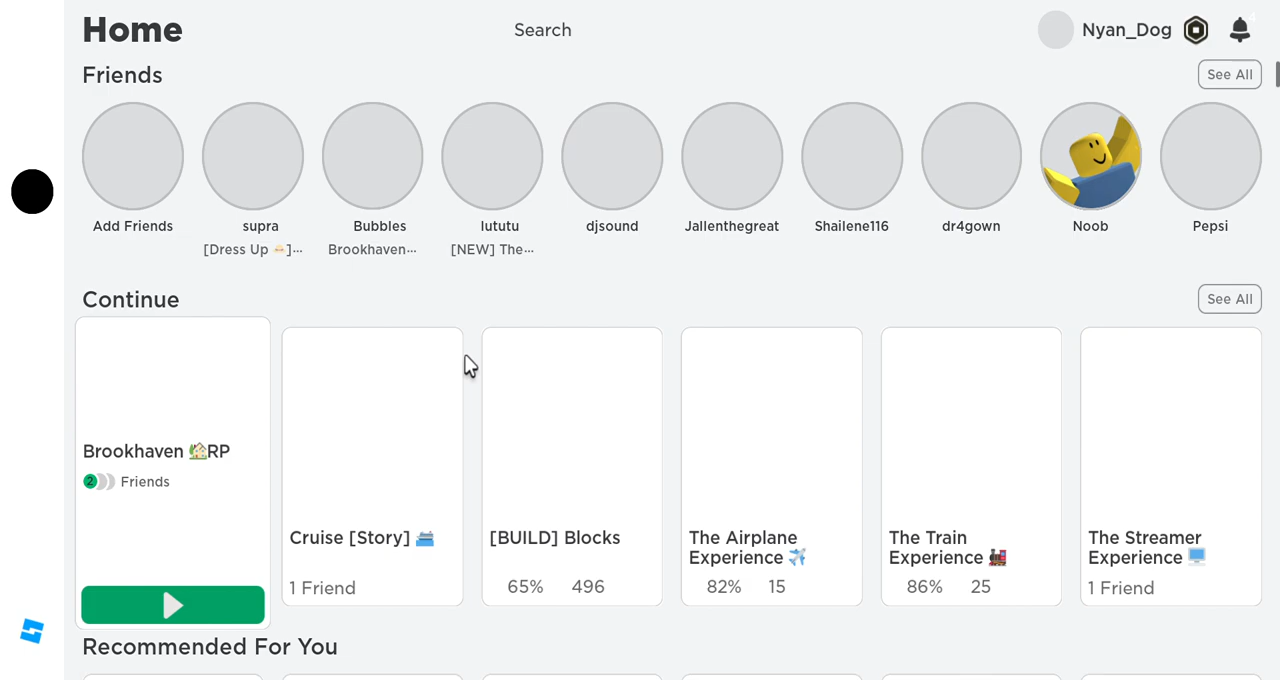 Home
Search
Nyan_Dog
Friends
See All
Add Friends
supra
Bubbles
lututu
djsound
Jallenthegreat
Shailene116
dr4gown
Noob
Pepsi
[Dress Up 🥽]...
Brookhaven...
[NEW] The...
Continue
See All
Brookhaven 🏡RP
2 Friends
Cruise [Story] 🛳️
1 Friend
[BUILD] Blocks
65% 496
The Airplane
Experience ✈️
82% 15
The Train
Experience 🚂
86% 25
The Streamer
Experience 🖥️
1 Friend
Recommended For You